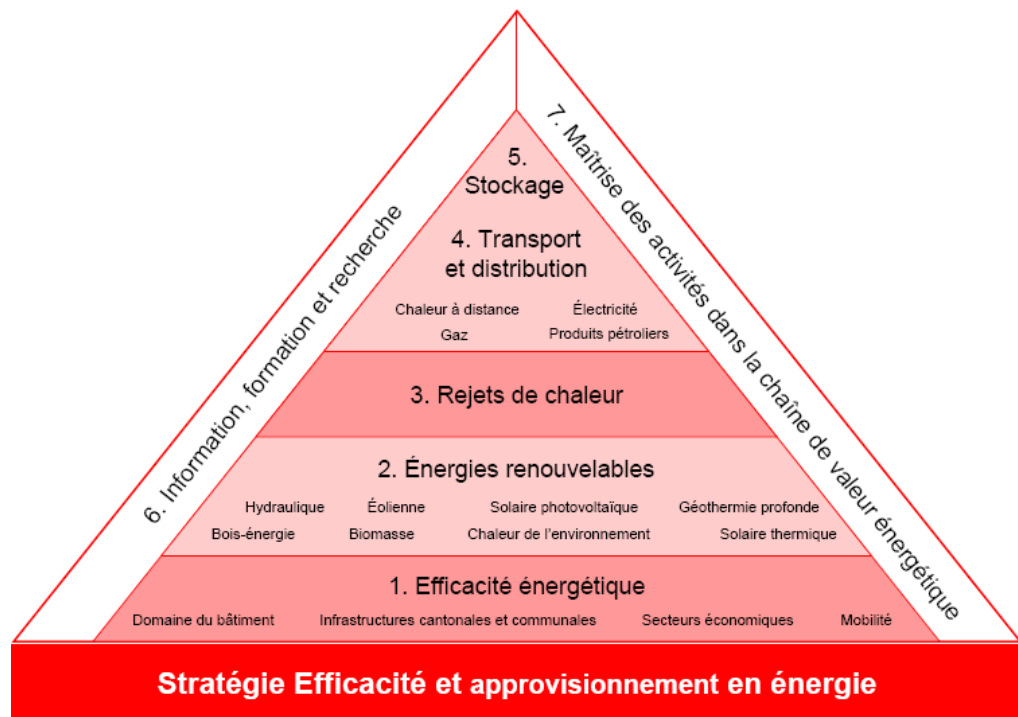 5.
Stockage
4. Transport
et distribution
Chaleur à distance Électricité
Gaz Produits pétroliers
3. Rejets de chaleur
2. Énergies renouvelables
Hydraulique Éolienne Solaire photovoltaïque Géothermie profonde
Bois-énergie Biomasse Chaleur de l'environnement Solaire thermique
1. Efficacité énergétique
Domaine du bâtiment Infrastructures cantonales et communales Secteurs économiques Mobilité
6. Information, formation et recherche
7. Maîtrise des activités dans la chaîne de valeur énergétique
Stratégie Efficacité et approvisionnement en énergie